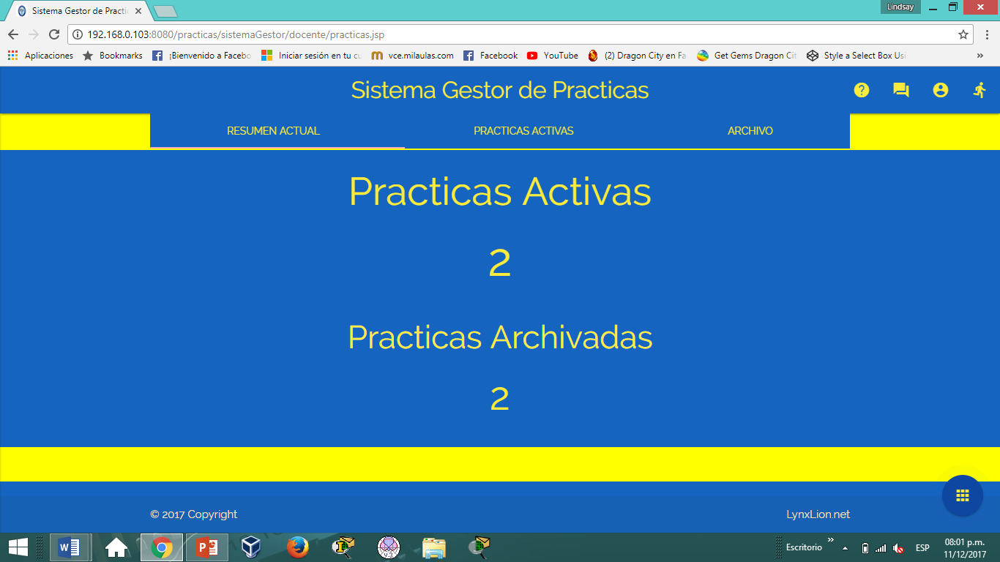 Lindsay
Sistema Gestor de Practic
192.168.0.103:8080/practicas/sistemaGestor/docente/practicas.jsp
Aplicaciones Bookmarks ¡Bienvenido a Facebo Iniciar sesión en tu cu vce.milaulas.com Facebook YouTube (2) Dragon City en Fa Get Gems Dragon Cit Style a Select Box Usi »
Sistema Gestor de Practicas
RESUMEN ACTUAL PRACTICAS ACTIVAS ARCHIVO
Practicas Activas
2
Practicas Archivadas
2
© 2017 Copyright LynxLion.net
Escritorio » ESP 08:01 p.m.
11/12/2017